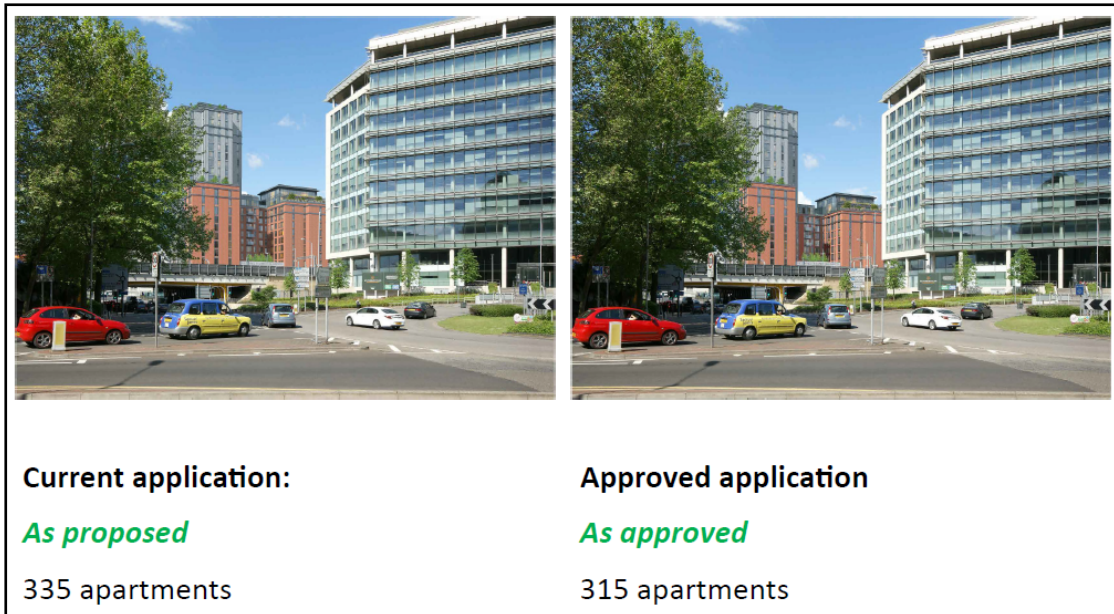 Current application:
As proposed
335 apartments
Approved application
As approved
315 apartments